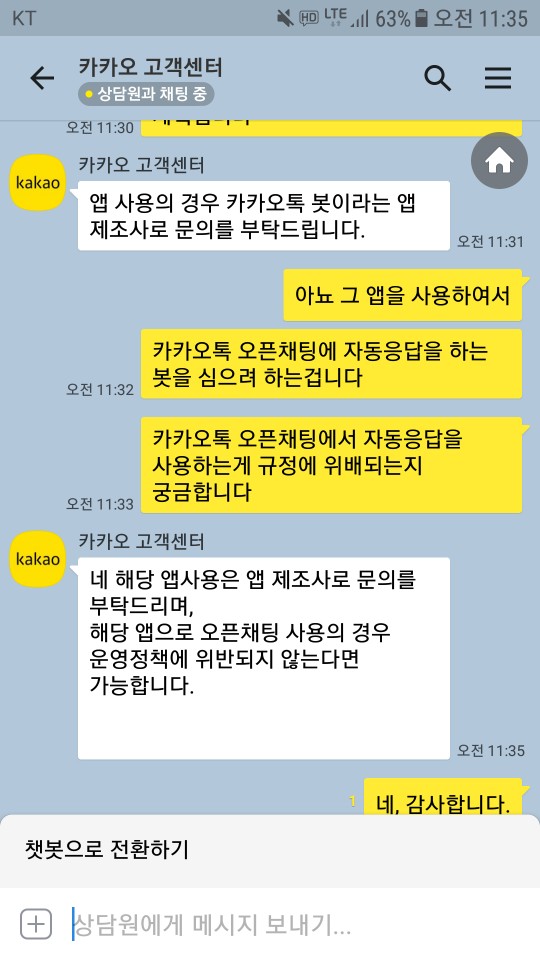 KT HD LTE 63% 오전 11:35
카카오 고객센터
상담원과 채팅 중
오전 11:30
카카오 고객센터
kakao
앱 사용의 경우 카카오톡 봇이라는 앱
제조사로 문의를 부탁드립니다.
오전 11:31
아뇨 그 앱을 사용하여서
카카오톡 오픈채팅에 자동응답을 하는
봇을 심으려 하는겁니다
오전 11:32
카카오톡 오픈채팅에서 자동응답을
사용하는게 규정에 위배되는지
궁금합니다
오전 11:33
카카오 고객센터
kakao
네 해당 앱사용은 앱 제조사로 문의를
부탁드리며,
해당 앱으로 오픈채팅 사용의 경우
운영정책에 위반되지 않는다면
가능합니다.
오전 11:35
1 네, 감사합니다.
챗봇으로 전환하기
상담원에게 메시지 보내기...